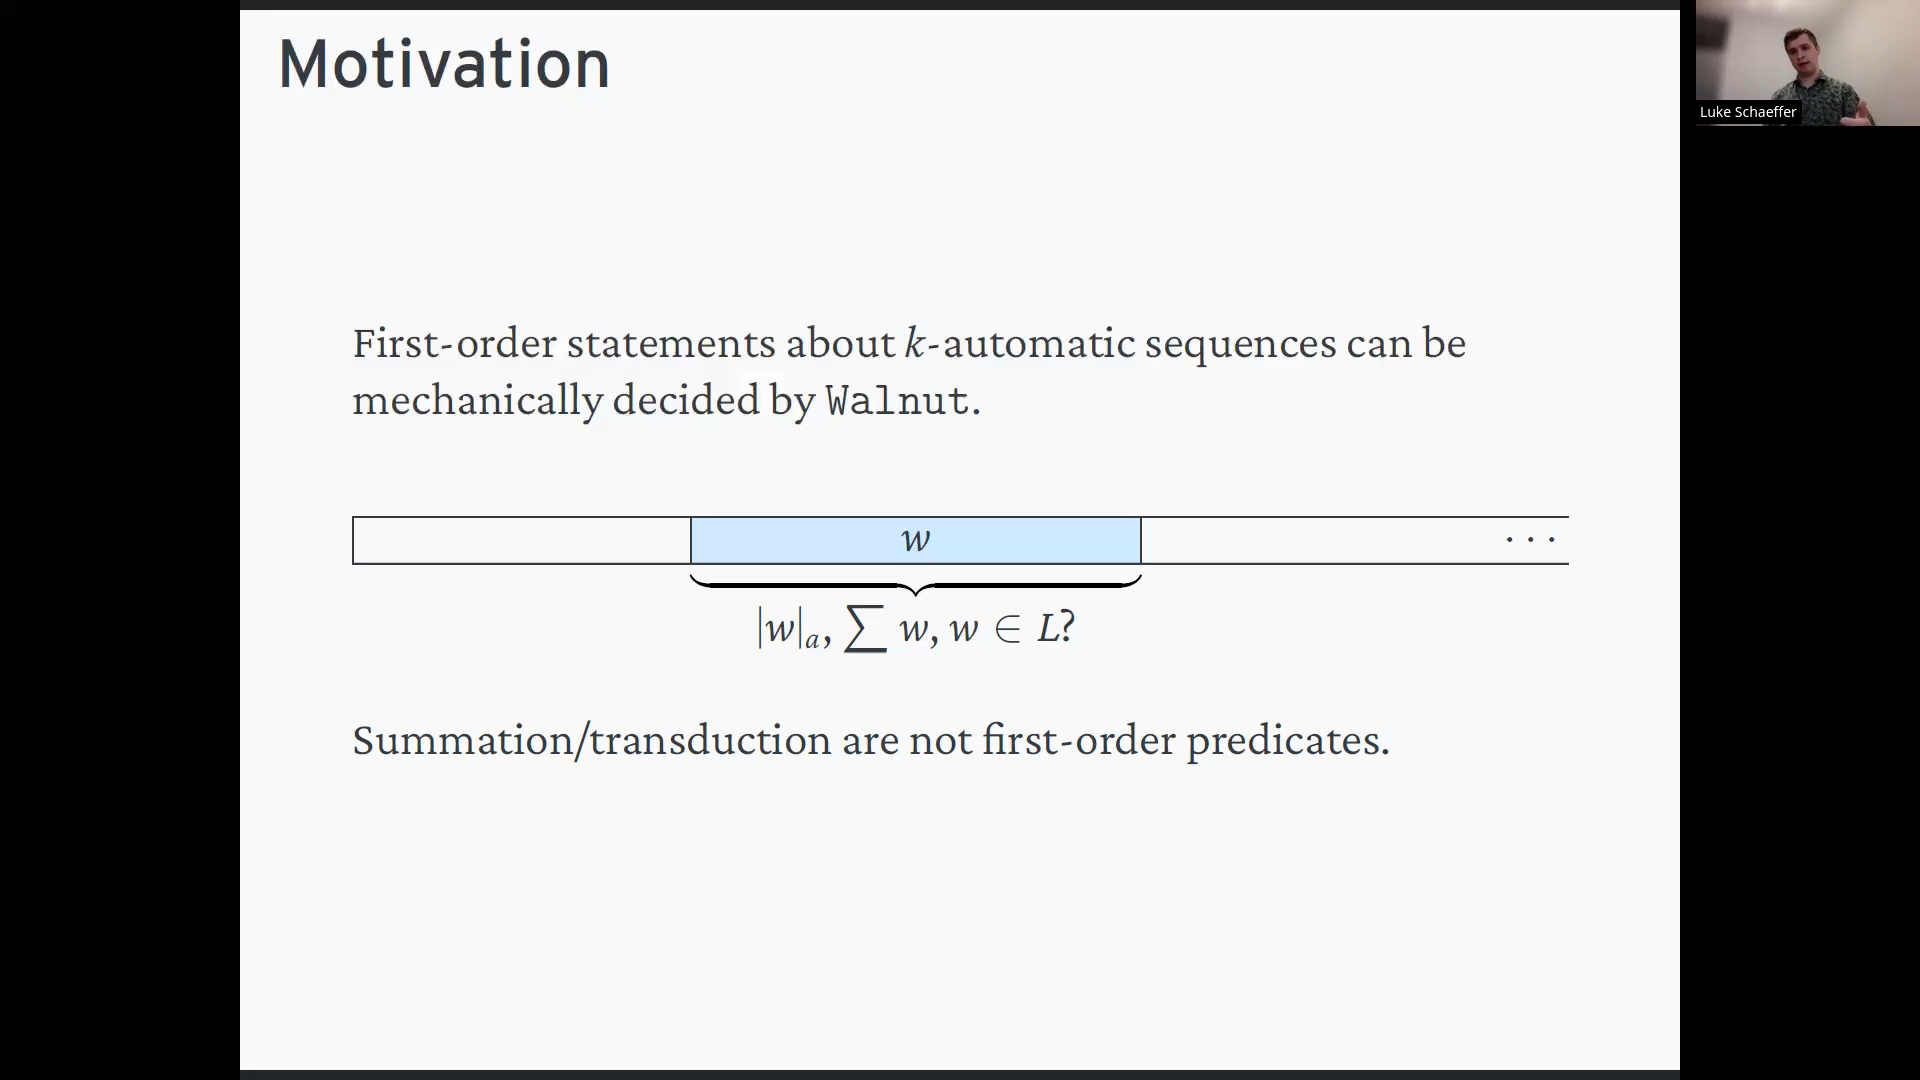 Motivation
Luke Schaeffer
First-order statements about k-automatic sequences can be
mechanically decided by Walnut.
w
· · ·
|w|ₐ, ∑ w, w ∈ L?
Summation/transduction are not first-order predicates.